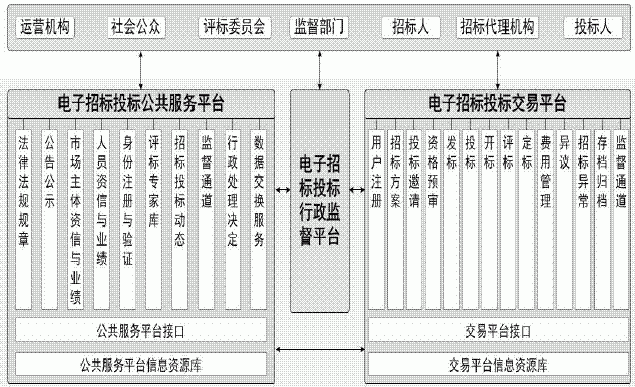 运营机构 社会公众 评标委员会 监督部门 招标人 招标代理机构 投标人
电子招标投标公共服务平台
法律法规规章
公告公示
市场主体资信与业绩
人员资信与业绩
身份注册与验证
评标专家库
招标投标动态
监督通道
行政处理决定
数据交换服务
公共服务平台接口
公共服务平台信息资源库
电子招
标投标
行政监
督平台
电子招标投标交易平台
用户注册
招标方案
投标邀请
资格预审
发标
投标
开标
评标
定标
费用管理
异议
招标异常
存档归档
监督通道
交易平台接口
交易平台信息资源库